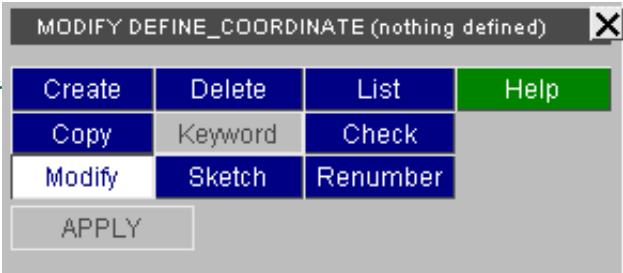 MODIFY DEFINE_COORDINATE (nothing defined)
Create Delete List Help
Copy Keyword Check
Modify Sketch Renumber
APPLY